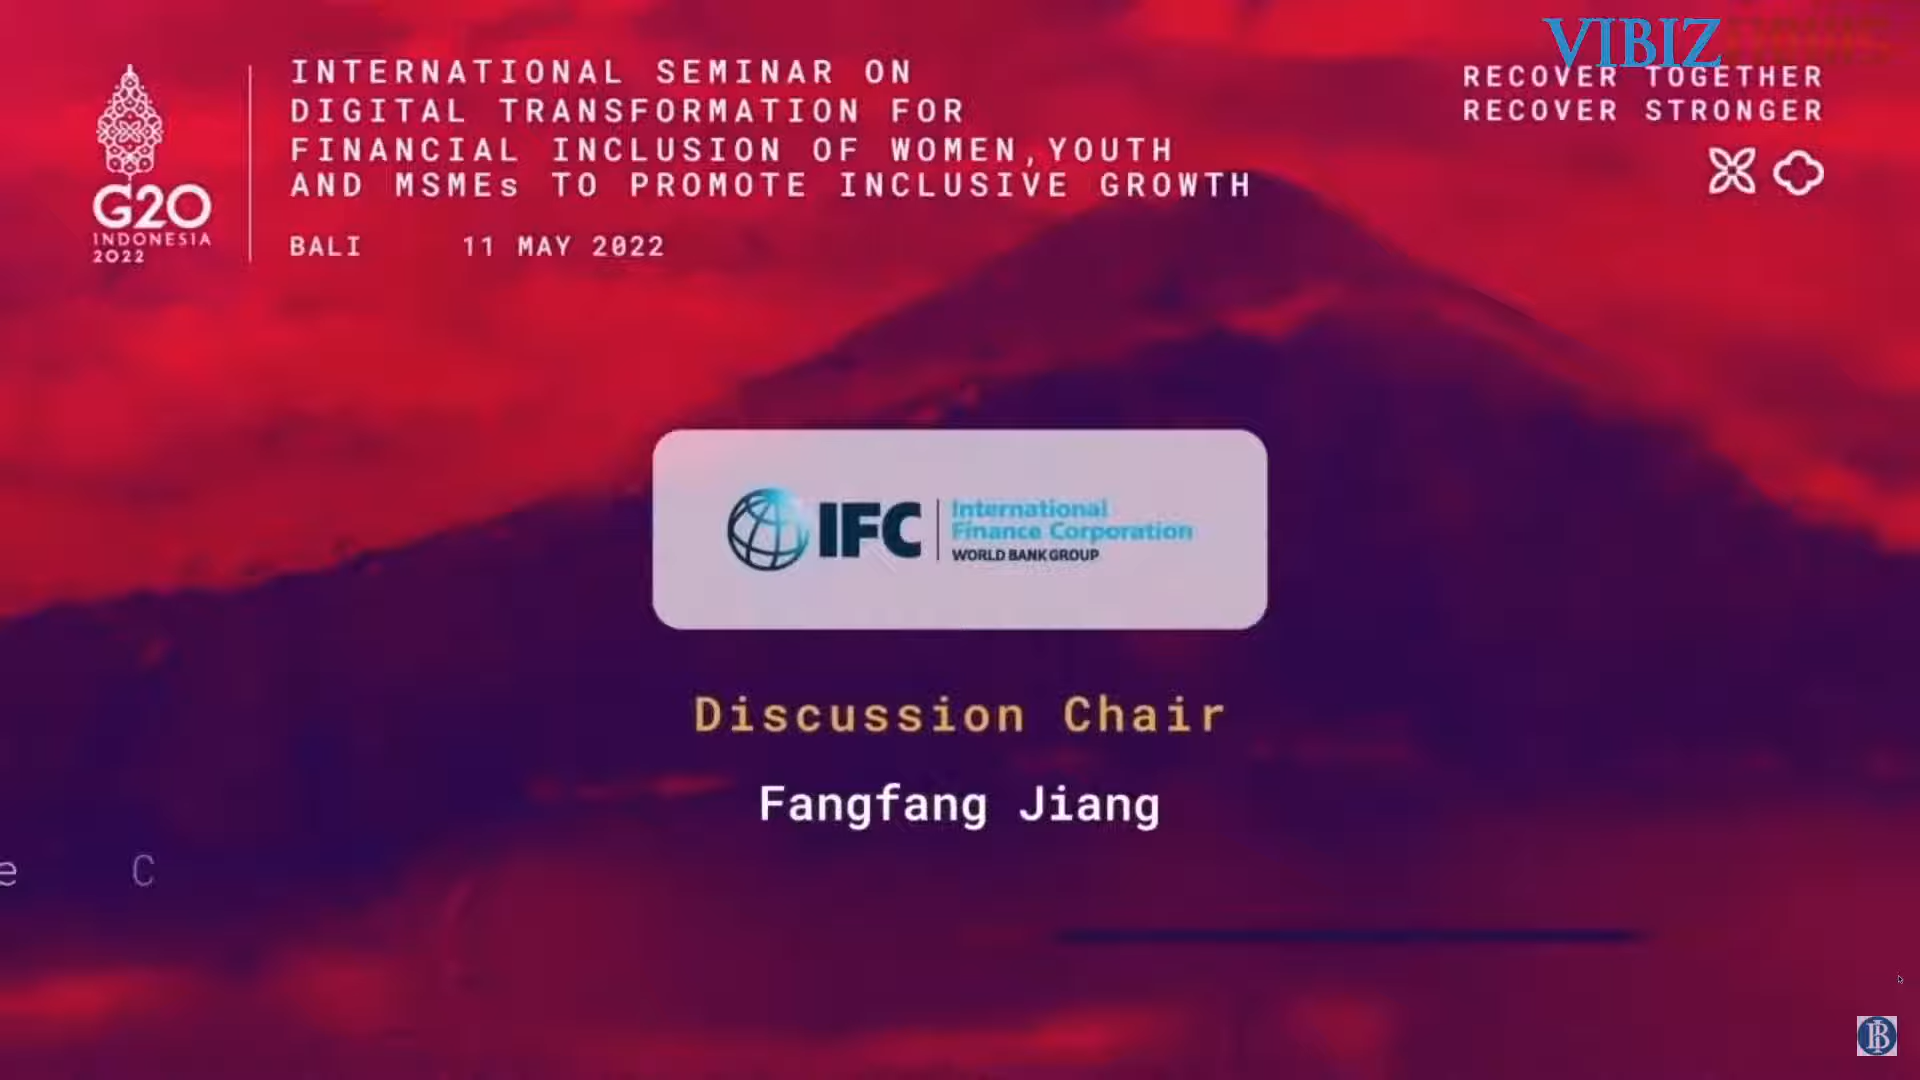 VIBIZnews
INTERNATIONAL SEMINAR ON
DIGITAL TRANSFORMATION FOR
FINANCIAL INCLUSION OF WOMEN,YOUTH
AND MSMEs TO PROMOTE INCLUSIVE GROWTH
BALI 11 MAY 2022
G20
INDONESIA
2022
RECOVER TOGETHER
RECOVER STRONGER
IFC
International
Finance Corporation
WORLD BANK GROUP
Discussion Chair
Fangfang Jiang
e C